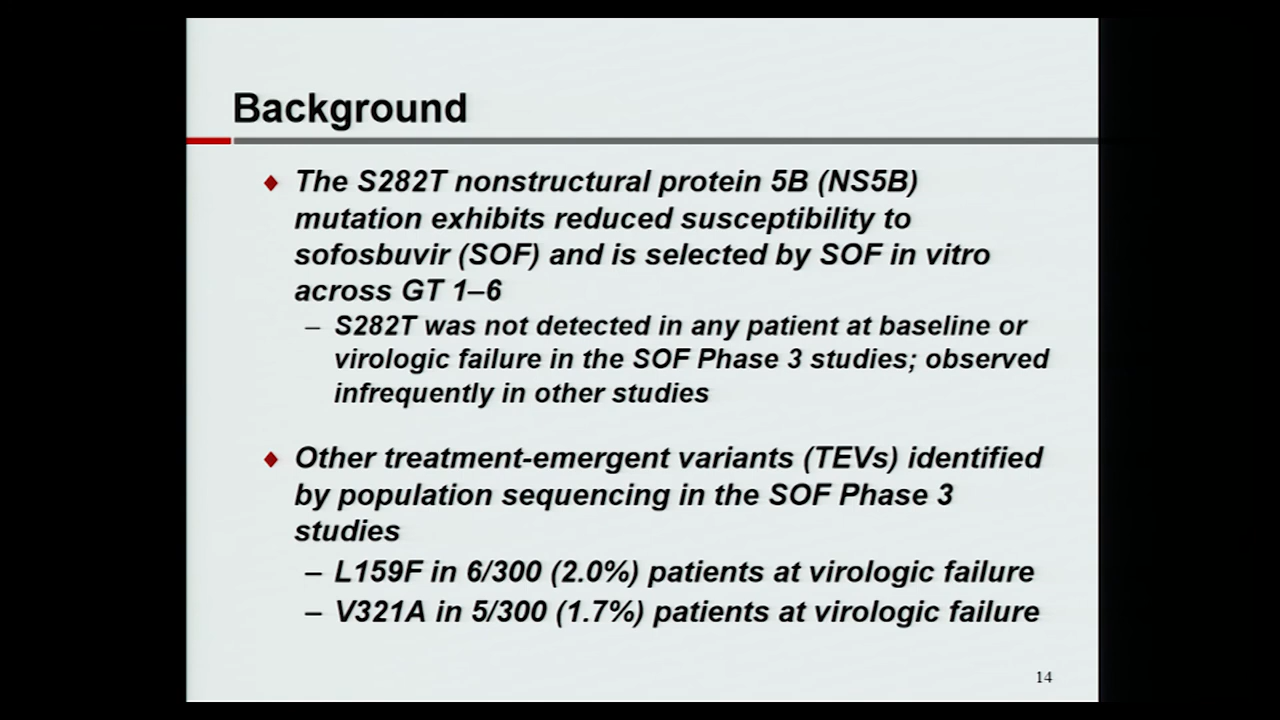 Background
♦ The S282T nonstructural protein 5B (NS5B)
mutation exhibits reduced susceptibility to
sofosbuvir (SOF) and is selected by SOF in vitro
across GT 1–6
– S282T was not detected in any patient at baseline or
virologic failure in the SOF Phase 3 studies; observed
infrequently in other studies
♦ Other treatment-emergent variants (TEVs) identified
by population sequencing in the SOF Phase 3
studies
– L159F in 6/300 (2.0%) patients at virologic failure
– V321A in 5/300 (1.7%) patients at virologic failure
14